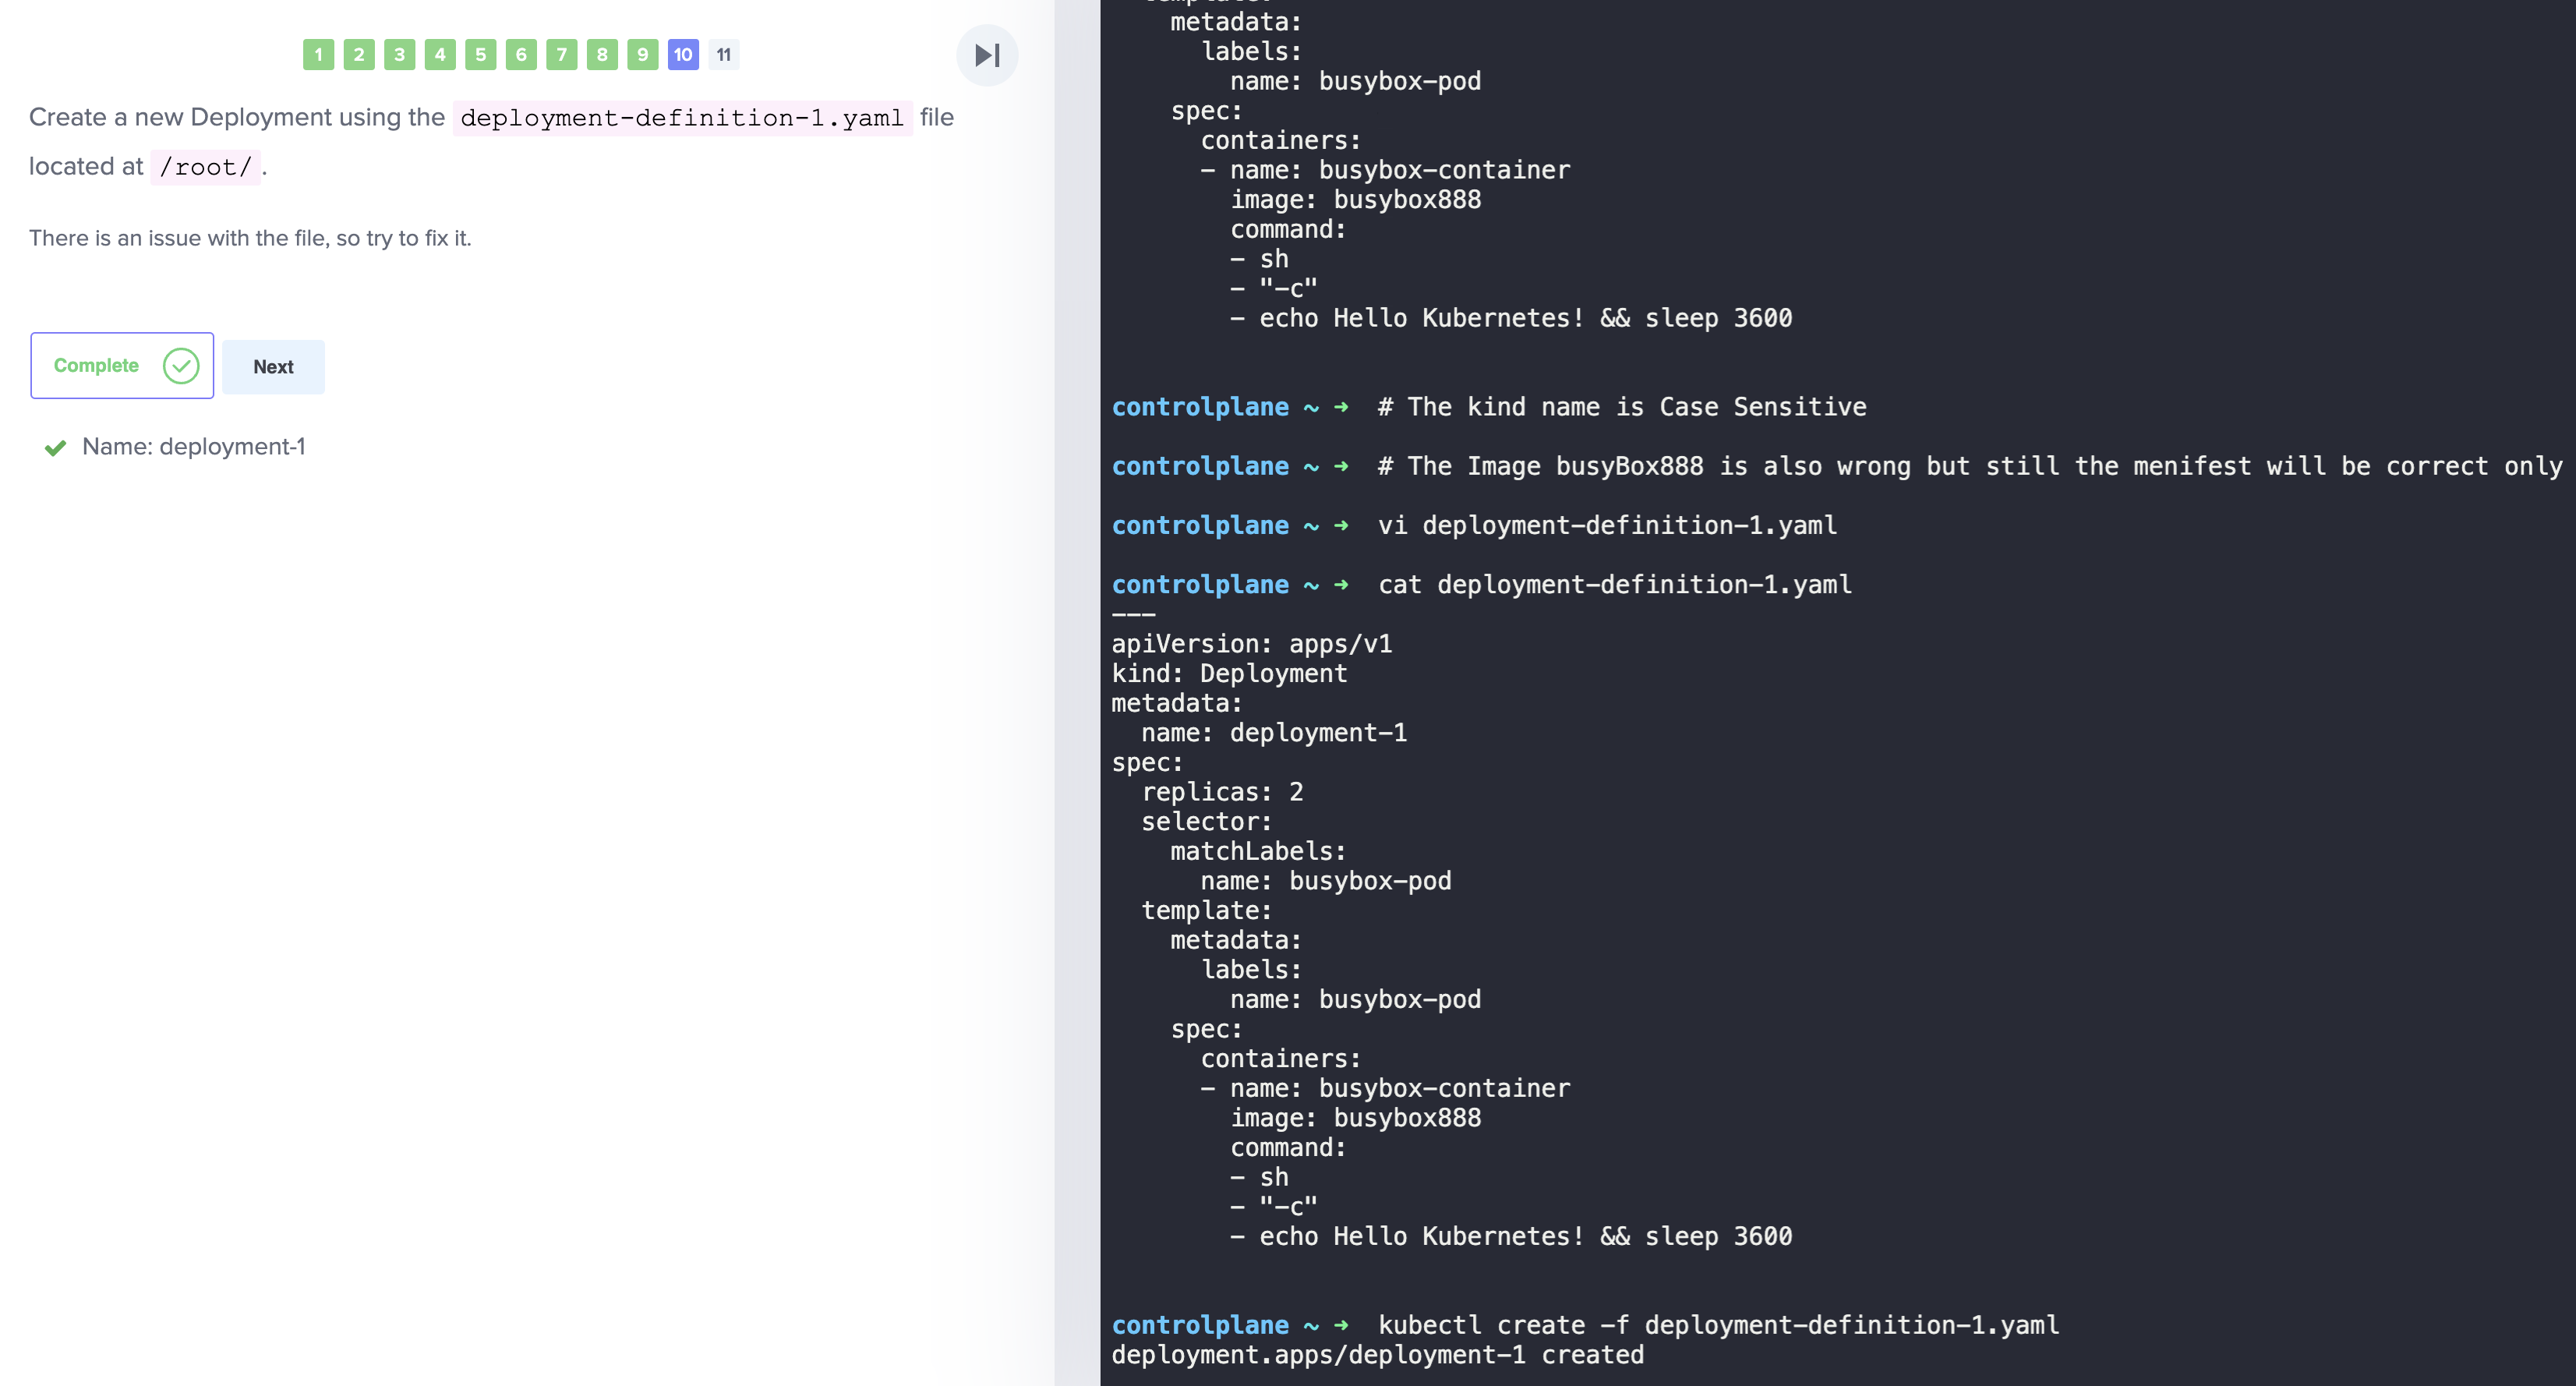 1 2 3 4 5 6 7 8 9 10 11
Create a new Deployment using the deployment-definition-1.yaml file
located at /root/.
There is an issue with the file, so try to fix it.
Complete Next
Name: deployment-1
template:
    metadata:
      labels:
        name: busybox-pod
    spec:
      containers:
      - name: busybox-container
        image: busybox888
        command:
        - sh
        - "-c"
        - echo Hello Kubernetes! && sleep 3600
controlplane ~ ➜  # The kind name is Case Sensitive
controlplane ~ ➜  # The Image busyBox888 is also wrong but still the menifest will be correct only
controlplane ~ ➜  vi deployment-definition-1.yaml
controlplane ~ ➜  cat deployment-definition-1.yaml
---
apiVersion: apps/v1
kind: Deployment
metadata:
  name: deployment-1
spec:
  replicas: 2
  selector:
    matchLabels:
      name: busybox-pod
  template:
    metadata:
      labels:
        name: busybox-pod
    spec:
      containers:
      - name: busybox-container
        image: busybox888
        command:
        - sh
        - "-c"
        - echo Hello Kubernetes! && sleep 3600
controlplane ~ ➜  kubectl create -f deployment-definition-1.yaml
deployment.apps/deployment-1 created